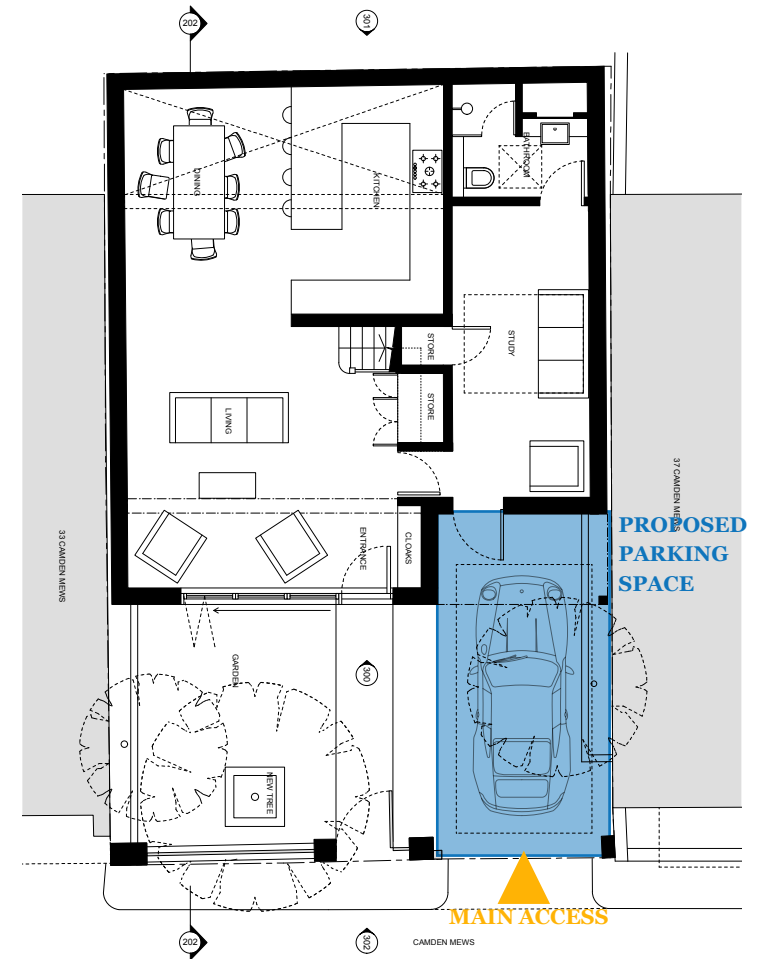 202
301
DINING
KITCHEN
BATHROOM
STORE
STUDY
STORE
LIVING
37 CAMDEN MEWS
PROPOSED
PARKING
SPACE
33 CAMDEN MEWS
ENTRANCE
CLOAKS
GARDEN
300
NEW TREE
MAIN ACCESS
202
302
CAMDEN MEWS